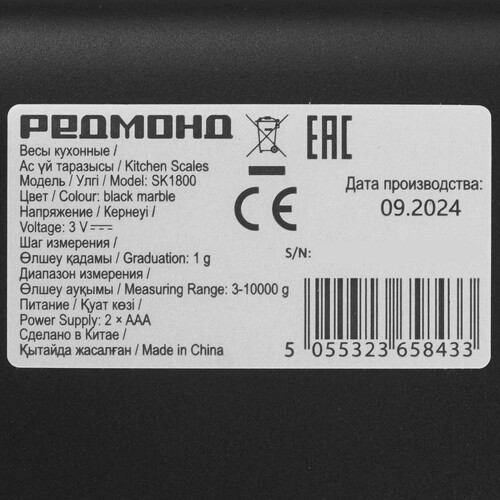 РЕДМОНД
Весы кухонные /
Ас үй таразысы / Kitchen Scales
Модель / Улгі / Model: SK1800
Цвет / Colour: black marble
Напряжение / Кернеуі /
Voltage: 3 V
Шаг измерения /
Өлшеу қадамы / Graduation: 1 g
Диапазон измерения /
Өлшеу ауқымы / Measuring Range: 3-10000 g
Питание / Қуат көзі /
Power Supply: 2 × AAA
Сделано в Китае /
Қытайда жасалған / Made in China
EAC
CE
Дата производства:
09.2024
S/N:
5 055323 658433